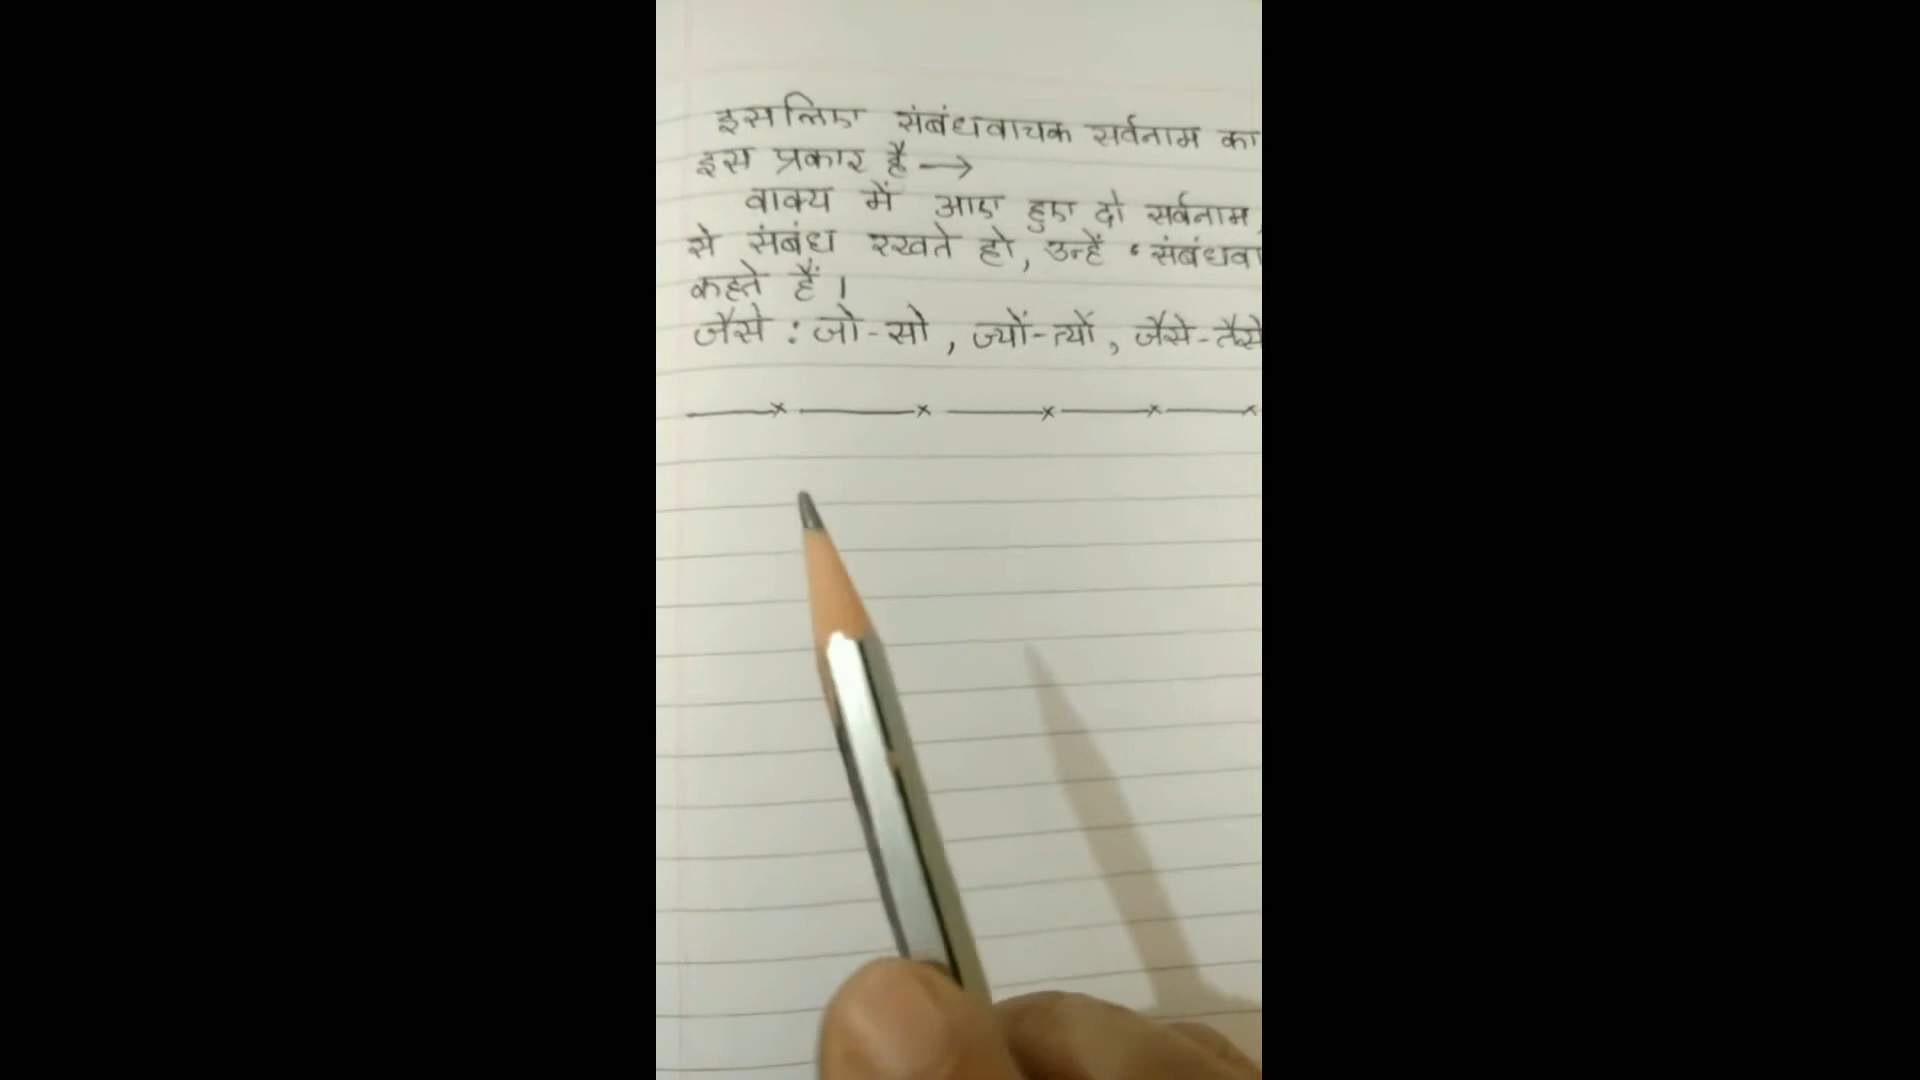 इसलिए संबंधवाचक सर्वनाम का
इस प्रकार है →
वाक्य में आए हुए दो सर्वनाम,
से संबंध रखते हो, उन्हें ‘संबंधवा
कहते हैं ।
जैसे : जो-सो , ज्यों-त्यों, जैसे-तैसे